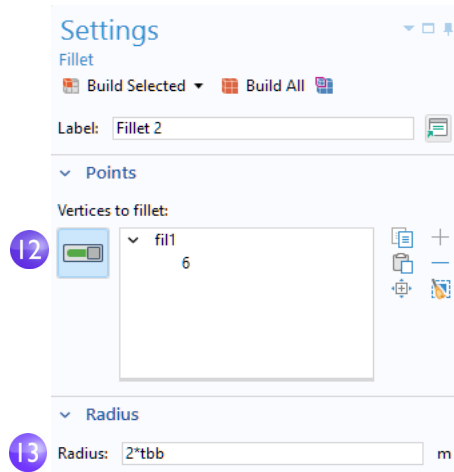 Settings
Fillet
Build Selected Build All
Label: Fillet 2
Points
Vertices to fillet:
12
fil1
6
Radius
13 Radius: 2*tbb m